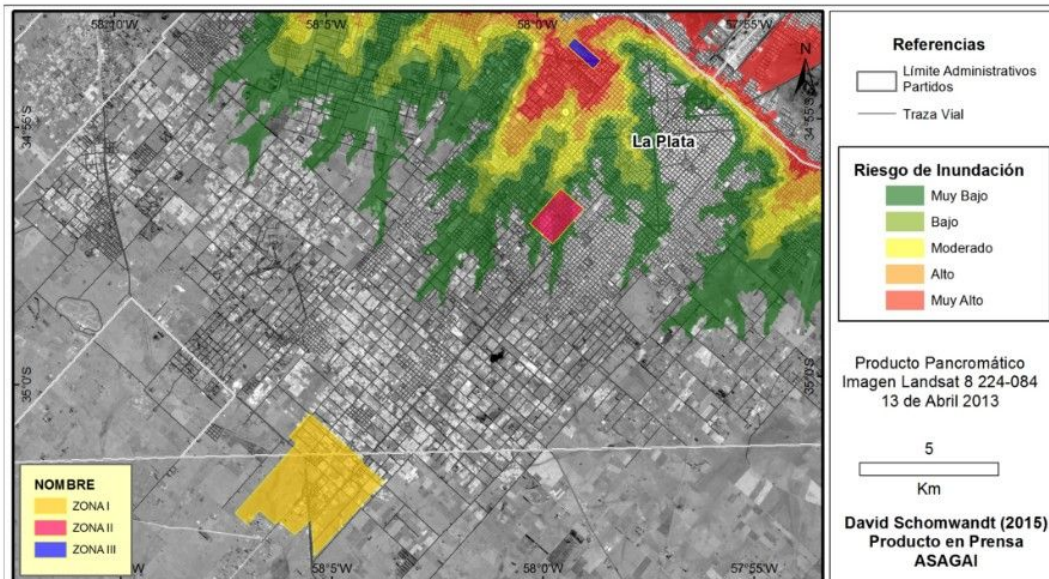 58°10'W
58°5'W
58°0'W
57°55'W
N
34°55'S
34°55'S
La Plata
35°0'S
35°0'S
NOMBRE
ZONA I
ZONA II
ZONA III
58°10'W
58°5'W
58°0'W
57°55'W
Referencias
Límite Administrativos
Partidos
Traza Vial
Riesgo de Inundación
Muy Bajo
Bajo
Moderado
Alto
Muy Alto
Producto Pancromático
Imagen Landsat 8 224-084
13 de Abril 2013
5
Km
David Schomwandt (2015)
Producto en Prensa
ASAGAI